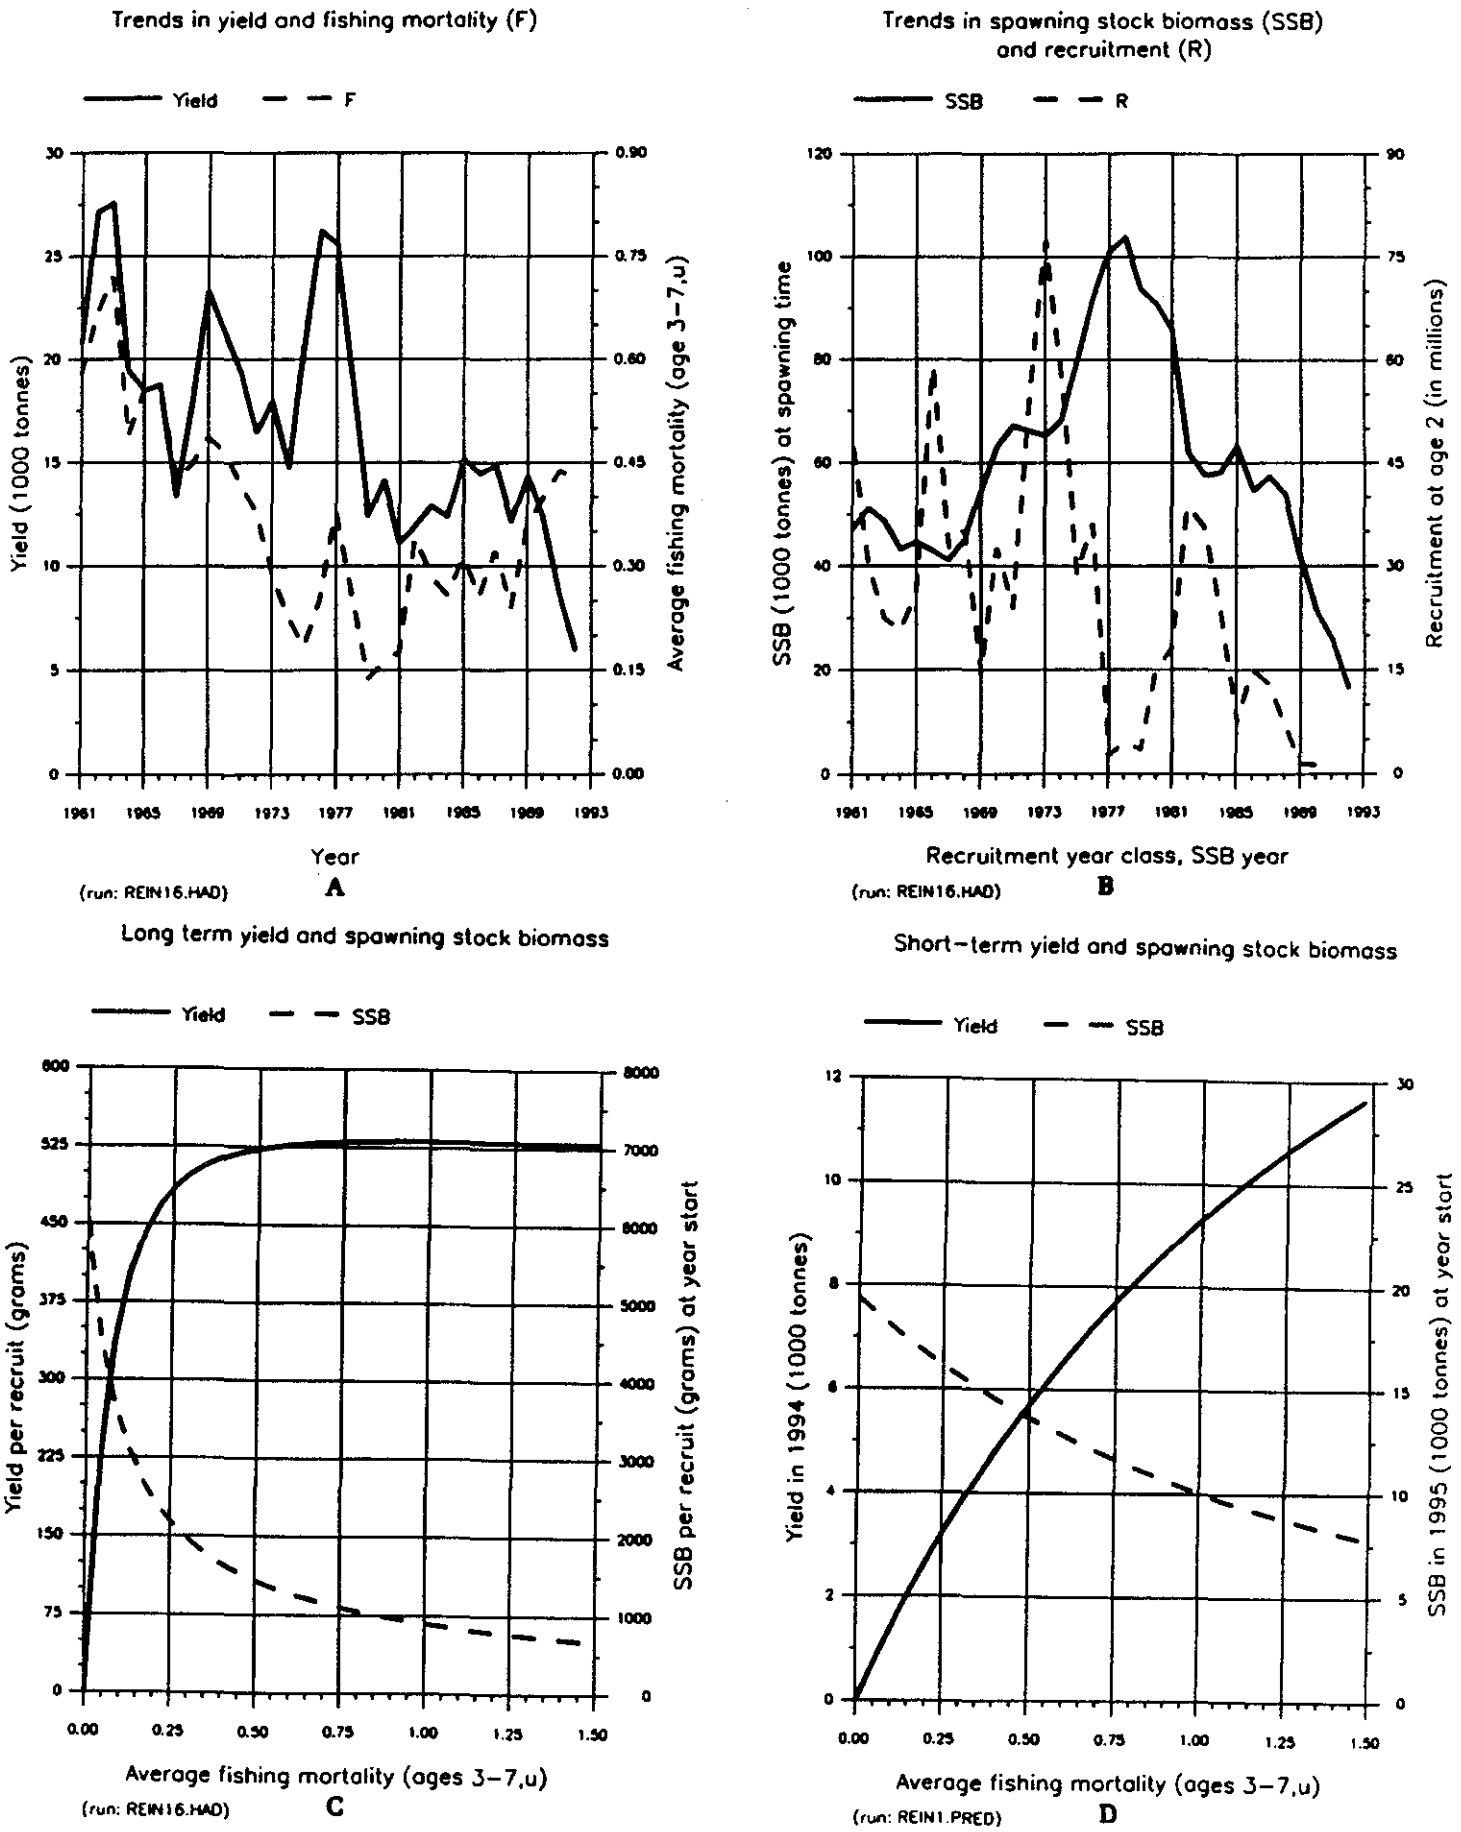 Trends in yield and fishing mortality (F)
Yield F
30
25
20
15
10
5
0
0.90
0.75
0.60
0.45
0.30
0.15
0.00
Yield (1000 tonnes)
Average fishing mortality (age 3-7,u)
1961 1965 1969 1973 1977 1981 1985 1989 1993
Year
(run: REIN16.HAD) A
Trends in spawning stock biomass (SSB)
and recruitment (R)
SSB R
120
100
80
60
40
20
0
90
75
60
45
30
15
0
SSB (1000 tonnes) at spawning time
Recruitment at age 2 (in millions)
1961 1965 1969 1973 1977 1981 1985 1989 1993
Recruitment year class, SSB year
(run: REIN16.HAD) B
Long term yield and spawning stock biomass
Yield SSB
600
525
450
375
300
225
150
75
0
8000
7000
6000
5000
4000
3000
2000
1000
0
Yield per recruit (grams)
SSB per recruit (grams) at year start
0.00 0.25 0.50 0.75 1.00 1.25 1.50
Average fishing mortality (ages 3-7,u)
(run: REIN16.HAD) C
Short-term yield and spawning stock biomass
Yield SSB
12
10
8
6
4
2
0
30
25
20
15
10
5
0
Yield in 1994 (1000 tonnes)
SSB in 1995 (1000 tonnes) at year start
0.00 0.25 0.50 0.75 1.00 1.25 1.50
Average fishing mortality (ages 3-7,u)
(run: REIN1.PRED) D